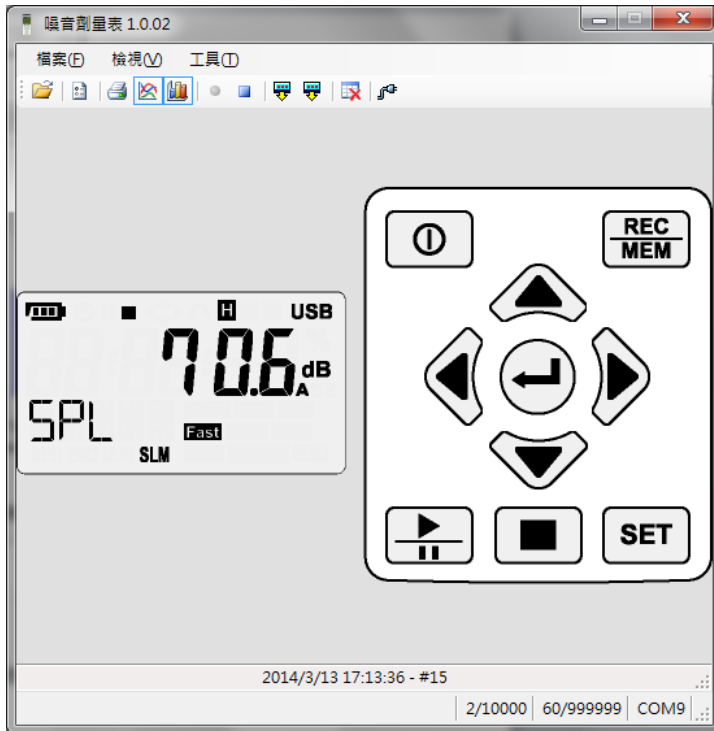 噪音劑量表 1.0.02
檔案(F) 檢視(V) 工具(T)
REC
MEM
H USB
70.6 dB
A
SPL Fast
SLM
SET
2014/3/13 17:13:36 - #15
2/10000 60/999999 COM9